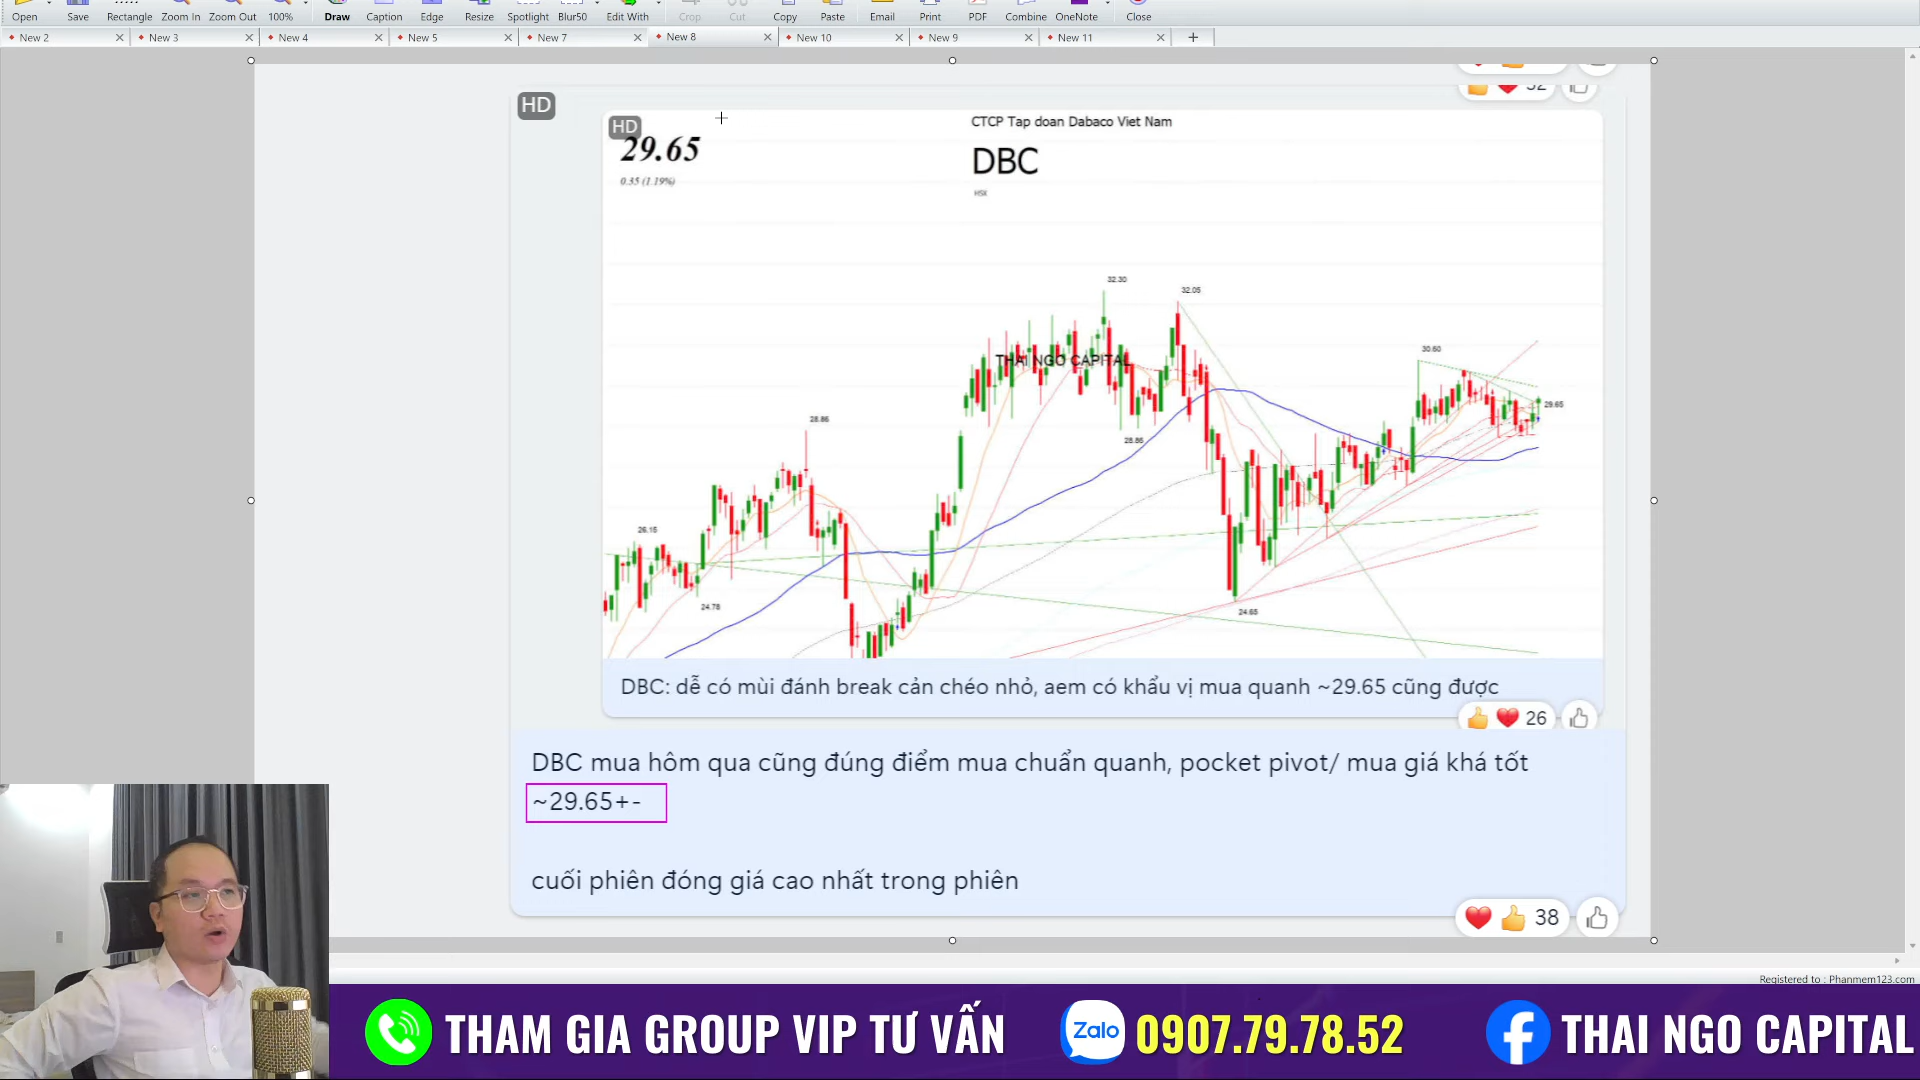 Open Save Rectangle Zoom In Zoom Out 100% Draw Caption Edge Resize Spotlight Blur50 Edit With Crop Cut Copy Paste Email Print PDF Combine OneNote Close
New 2 New 3 New 4 New 5 New 7 New 8 New 10 New 9 New 11
HD
HD
29.65
0.35 (1.19%)
CTCP Tap doan Dabaco Viet Nam
DBC
HSX
32.30
32.05
THAI NGO CAPITAL
30.60
29.65
28.86
28.86
26.15
24.78
24.65
DBC: dễ có mùi đánh break cản chéo nhỏ, aem có khẩu vị mua quanh ~29.65 cũng được
26
DBC mua hôm qua cũng đúng điểm mua chuẩn quanh, pocket pivot/ mua giá khá tốt
~29.65+-
cuối phiên đóng giá cao nhất trong phiên
38
Registered to : Phanmem123.com
THAM GIA GROUP VIP TƯ VẤN
Zalo 0907.79.78.52
THAI NGO CAPITAL